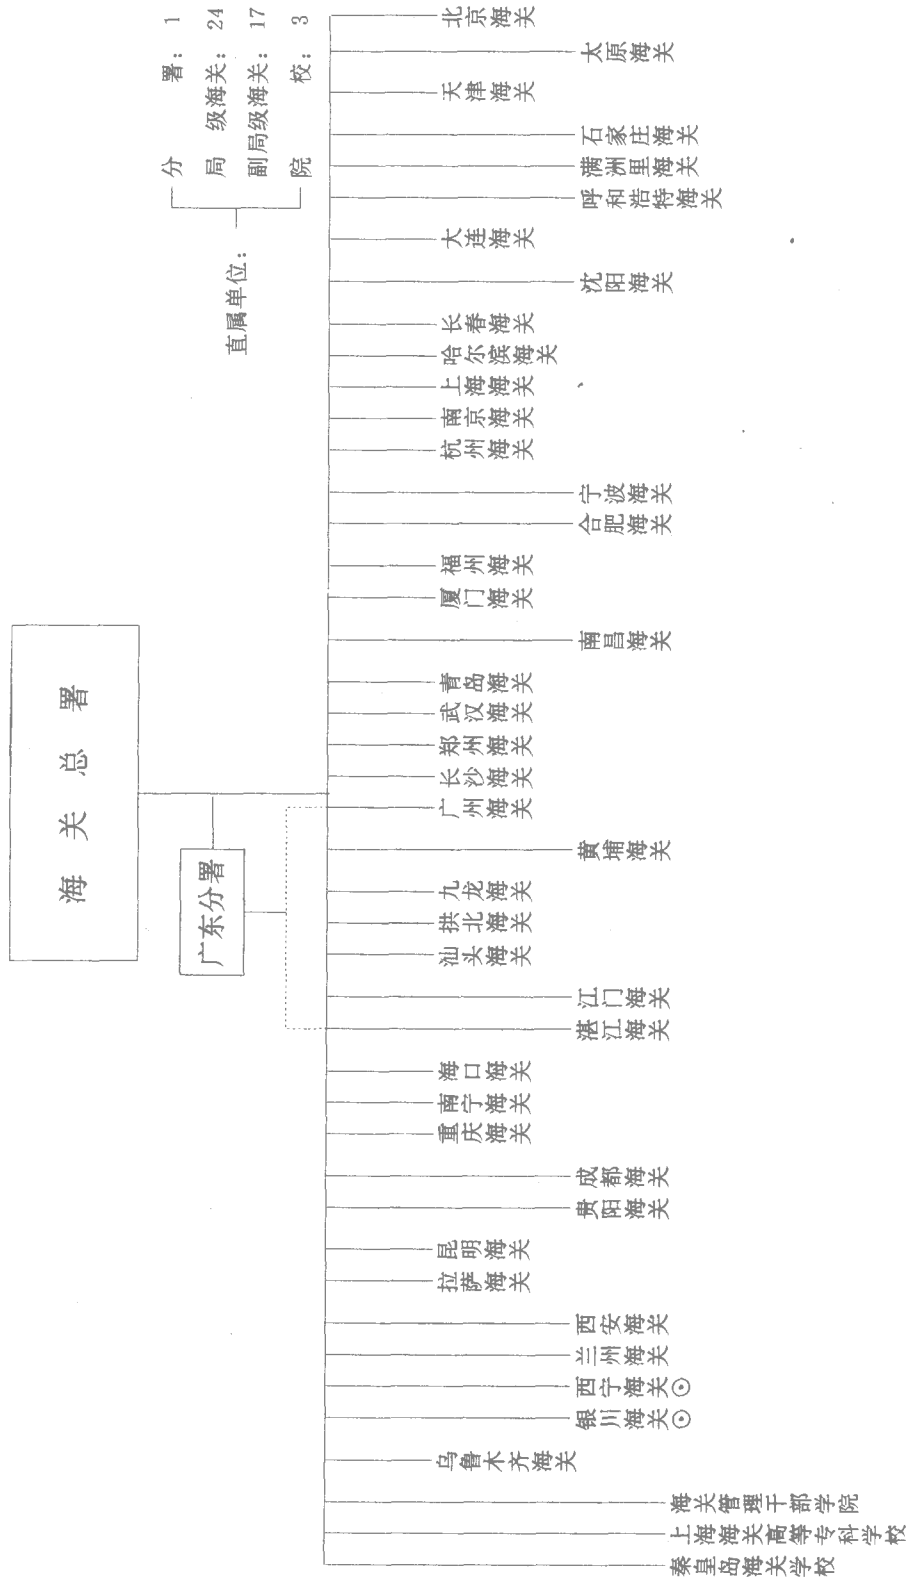 海关总署
广东分署
直属单位：
分署：1
局级海关：24
副局级海关：17
院校：3
北京海关
太原海关
天津海关
石家庄海关
满洲里海关
呼和浩特海关
大连海关
沈阳海关
长春海关
哈尔滨海关
上海海关
南京海关
杭州海关
宁波海关
合肥海关
福州海关
厦门海关
南昌海关
青岛海关
武汉海关
郑州海关
长沙海关
广州海关
黄埔海关
九龙海关
拱北海关
汕头海关
江门海关
湛江海关
海口海关
南宁海关
重庆海关
成都海关
贵阳海关
昆明海关
拉萨海关
西安海关
兰州海关
西宁海关⊙
银川海关⊙
乌鲁木齐海关
海关管理干部学院
上海海关高等专科学校
秦皇岛海关学校